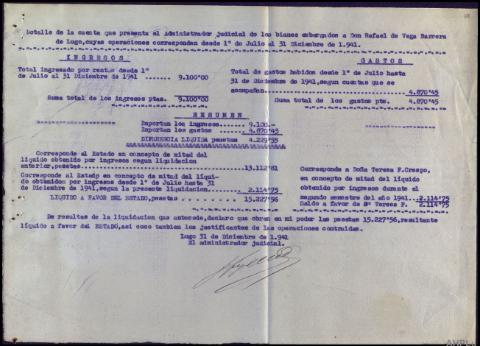 Detalle de la cuenta que presenta el Administrador judicial de los bienes embargados a Don Rafael de Vega Barrera
de Lugo, cuyas operaciones corresponden desde 1º de Julio al 31 Diciembre de 1.941.
INGRESOS
GASTOS
Total ingresado por rentas desde 1º
de Julio al 31 Diciembre de 1941 ..... 9.100'00
Total de gastos habidos desde 1º de Julio hasta
31 de Diciembre de 1941, segun cuentas que se
acompañan......... 4.870'45
Suma total de los ingresos ptas. 9.100'00
Suma total de los gastos pts. 4.870'45
RESUMEN
Importan los ingresos...... 9.100.-
Importan los gastos 4.870'45
DIFERENCIA LIQUIDA pesetas 4.229'55
Corresponde al Estado en concepto de mitad del
líquido obtenido por ingresos segun liquidacion
anterior, pesetas............ 13.112'81
Corresponde al Estado en concepto de mitad del liqui-
do obtenido por ingresos desde 1º de Julio hasta 31
de Diciembre de 1941, segun la presente liquidacion.. 2.114'75
LIQUIDO A FAVOR DEL ESTADO, pesetas ........ 15.227'56
Corresponde a Doña Teresa F. Crespo,
en concepto de mitad del líquido
obtenido por ingresos durante el
segundo semestre del año 1941.. 2.114'75
Saldo a favor de Dª Teresa F. 2.114'75
De resultas de la liquidacion que antecede, declaro que obran en mi poder las pesetas 15.227'56, resultante
líquido a favor del ESTADO, asi como tambien los justificantes de las operaciones contraidas.
Lugo 31 de Diciembre de 1.941
El administrador judicial.